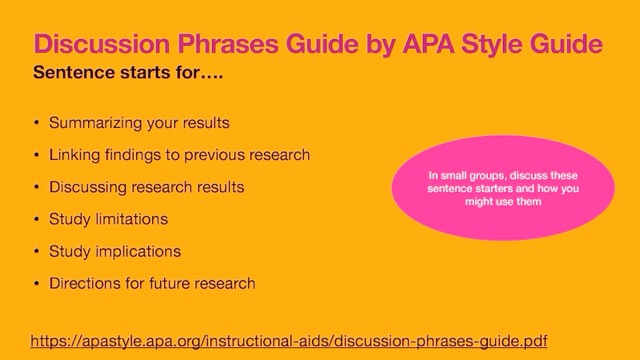 Discussion Phrases Guide by APA Style Guide
Sentence starts for….
• Summarizing your results
• Linking findings to previous research
• Discussing research results
• Study limitations
• Study implications
• Directions for future research
In small groups, discuss these
sentence starters and how you
might use them
https://apastyle.apa.org/instructional-aids/discussion-phrases-guide.pdf